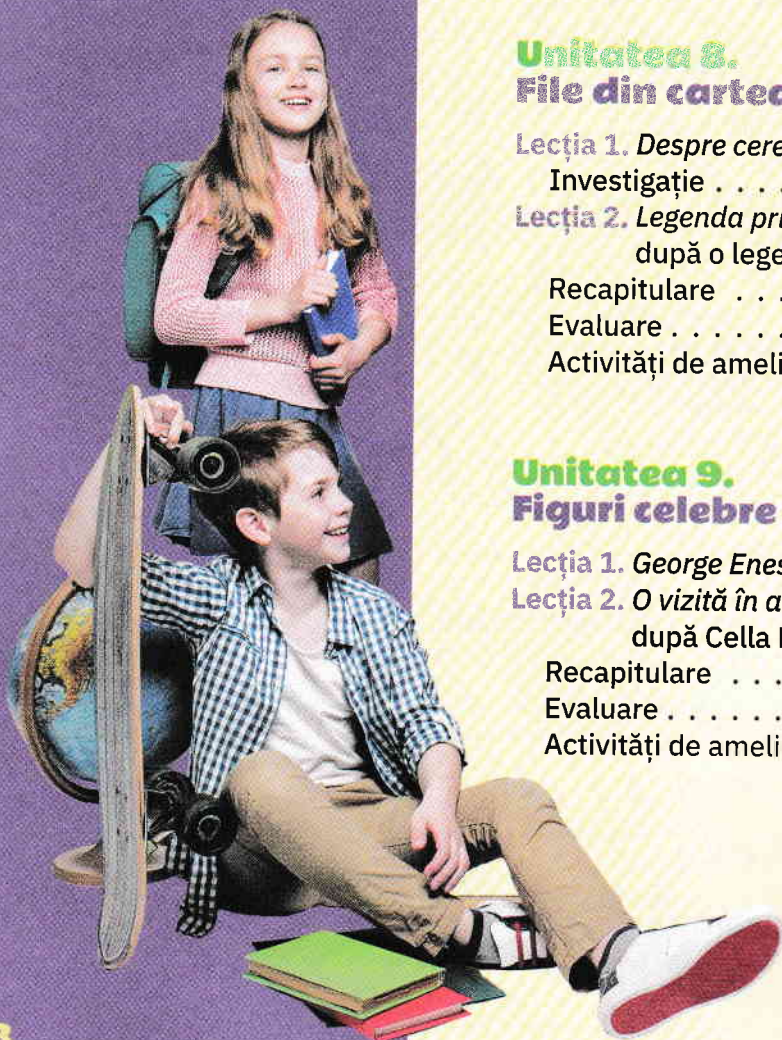 Unitatea 8.
File din cartea
Lecția 1. Despre cere
Investigație . . . .
Lecția 2. Legenda pri
după o lege
Recapitulare . . .
Evaluare . . . . . .
Activități de ameli
Unitatea 9.
Figuri celebre
Lecția 1. George Enes
Lecția 2. O vizită în a
după Cella
Recapitulare . . . .
Evaluare . . . . . .
Activități de ameli